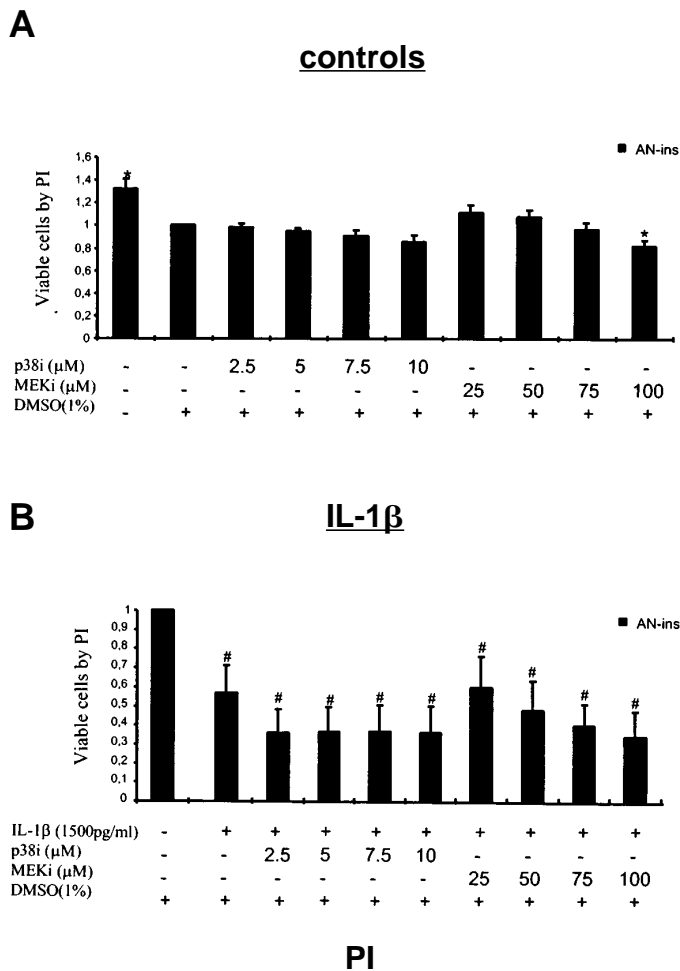 A
controls
AN-ins
Viable cells by PI
1,6
1,4
1,2
1
0,8
0,6
0,4
0,2
0
*
*
p38i (μM) - - 2.5 5 7.5 10 - - - -
MEKi (μM) - - - - - - 25 50 75 100
DMSO(1%) - + + + + + + + + +
B
IL-1β
AN-ins
Viable cells by PI
1
0,9
0,8
0,7
0,6
0,5
0,4
0,3
0,2
0,1
0
# # # # # # # # #
IL-1β (1500pg/ml) - + + + + + + + + +
p38i (μM) - - 2.5 5 7.5 10 - - - -
MEKi (μM) - - - - - - 25 50 75 100
DMSO(1%) + + + + + + + + + +
PI